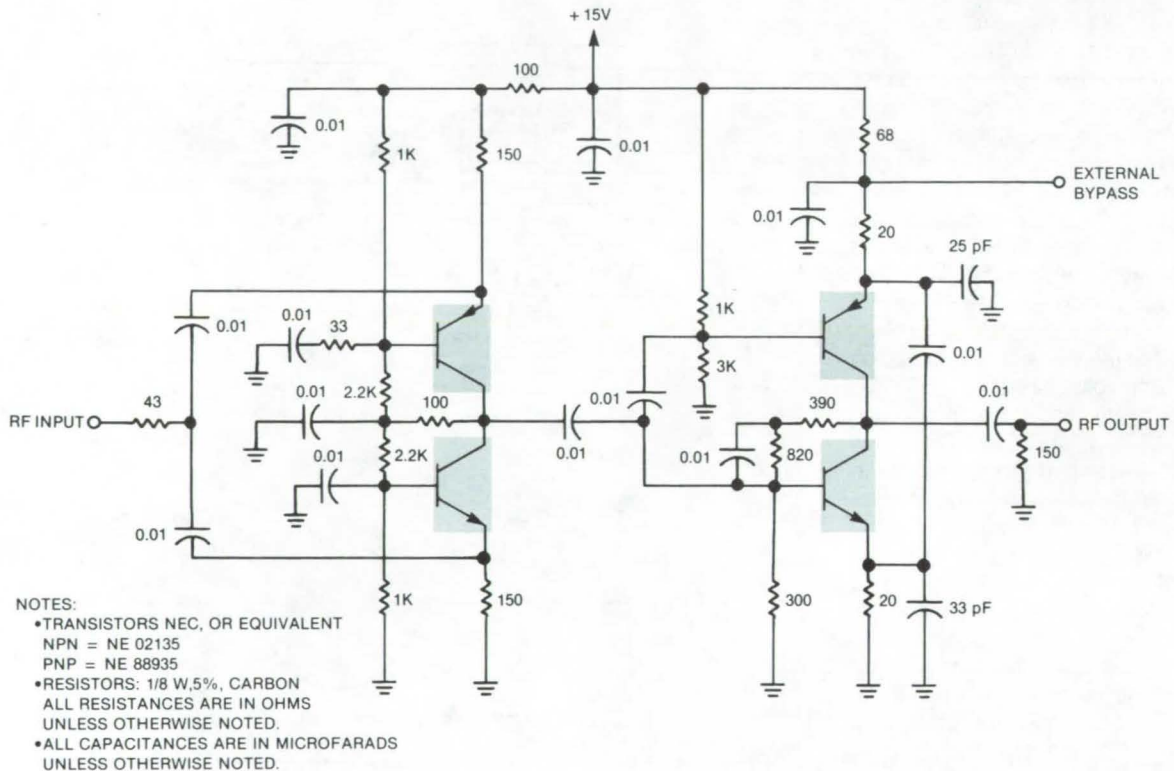 + 15V
100
0.01
1K
150
0.01
68
EXTERNAL
BYPASS
0.01
20
25 pF
0.01
0.01
33
1K
3K
0.01
0.01
2.2K
0.01
390
0.01
43
RF INPUT
100
0.01
0.01
820
RF OUTPUT
150
0.01
2.2K
0.01
1K
150
300
20
33 pF
NOTES:
•TRANSISTORS NEC, OR EQUIVALENT
NPN = NE 02135
PNP = NE 88935
•RESISTORS: 1/8 W,5%, CARBON
ALL RESISTANCES ARE IN OHMS
UNLESS OTHERWISE NOTED.
•ALL CAPACITANCES ARE IN MICROFARADS
UNLESS OTHERWISE NOTED.